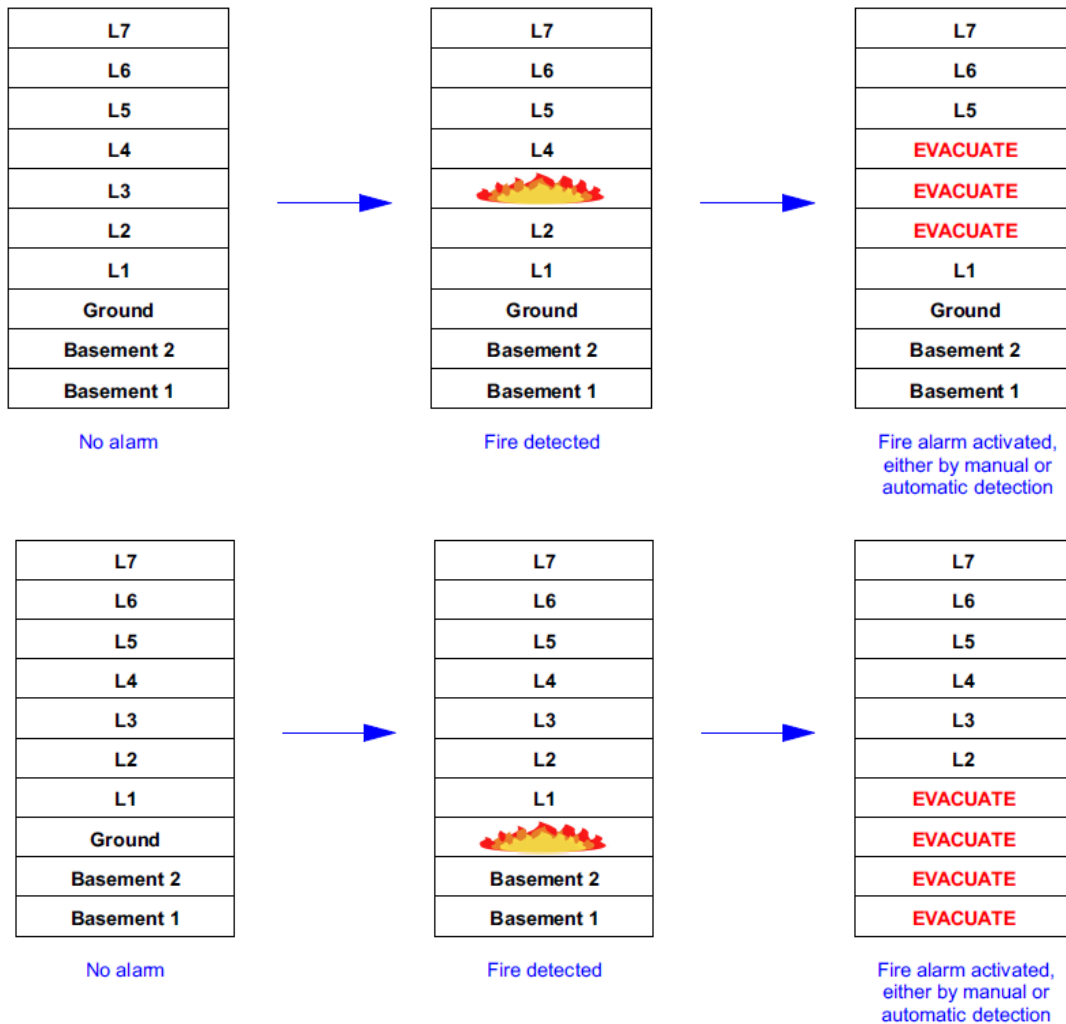 L7
L6
L5
L4
L3
L2
L1
Ground
Basement 2
Basement 1
No alarm
L7
L6
L5
L4
L2
L1
Ground
Basement 2
Basement 1
Fire detected
L7
L6
L5
EVACUATE
EVACUATE
EVACUATE
L1
Ground
Basement 2
Basement 1
Fire alarm activated,
either by manual or
automatic detection
L7
L6
L5
L4
L3
L2
L1
Ground
Basement 2
Basement 1
No alarm
L7
L6
L5
L4
L3
L2
L1
Basement 2
Basement 1
Fire detected
L7
L6
L5
L4
L3
L2
EVACUATE
EVACUATE
EVACUATE
EVACUATE
Fire alarm activated,
either by manual or
automatic detection